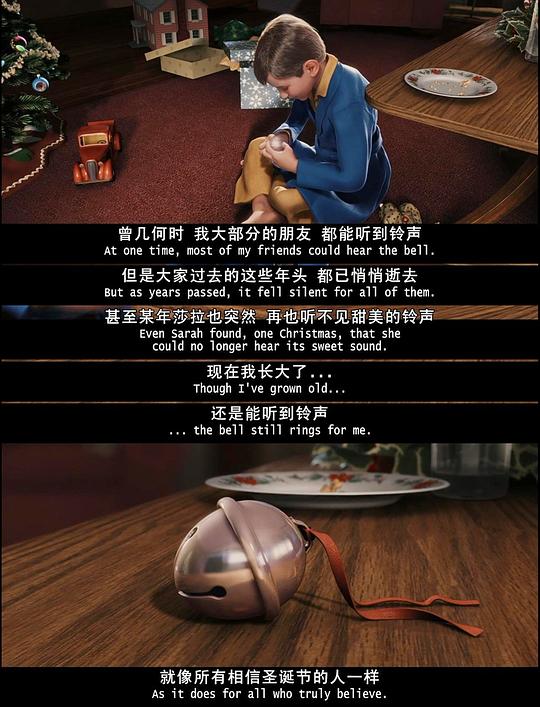 曾几何时 我大部分的朋友 都能听到铃声
At one time, most of my friends could hear the bell.
但是大家过去的这些年头 都已悄悄逝去
But as years passed, it fell silent for all of them.
甚至某年莎拉也突然 再也听不见甜美的铃声
Even Sarah found, one Christmas, that she
could no longer hear its sweet sound.
现在我长大了...
Though I've grown old...
还是能听到铃声
... the bell still rings for me.
就像所有相信圣诞节的人一样
As it does for all who truly believe.